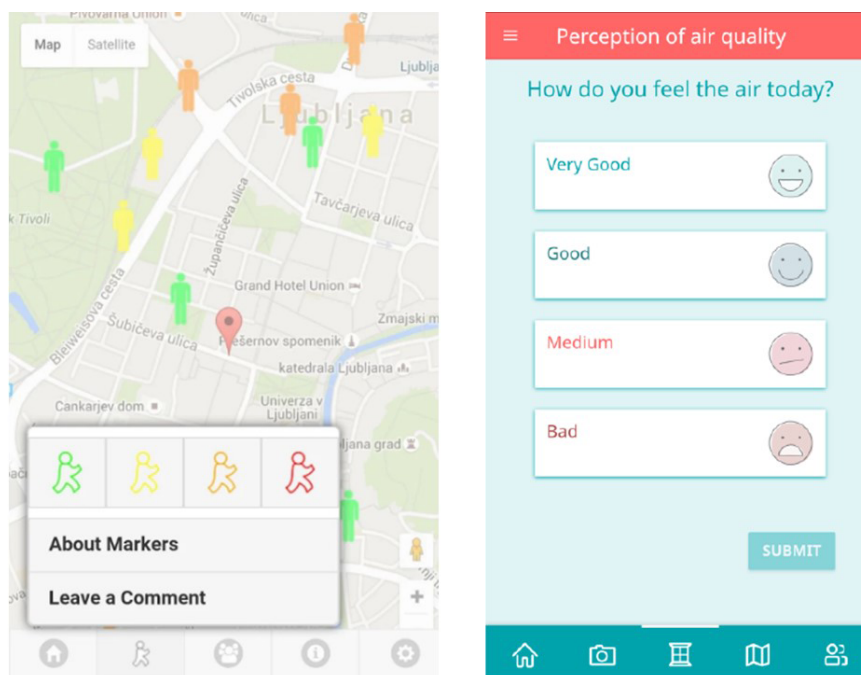 Pivovarna Union
Map
Satellite
Tivolska cesta
Ljublja
Ljubljana
Tavčarjeva ulica
k Tivoli
Župančičeva ulica
Grand Hotel Union
Bleiweisova cesta
Šubičeva ulica
Zmajski m
Prešernov spomenik
katedrala Ljubljana
Cankarjev dom
Univerza v
Ljubljani
ljana grad
About Markers
Leave a Comment
+
Perception of air quality
How do you feel the air today?
Very Good
Good
Medium
Bad
SUBMIT